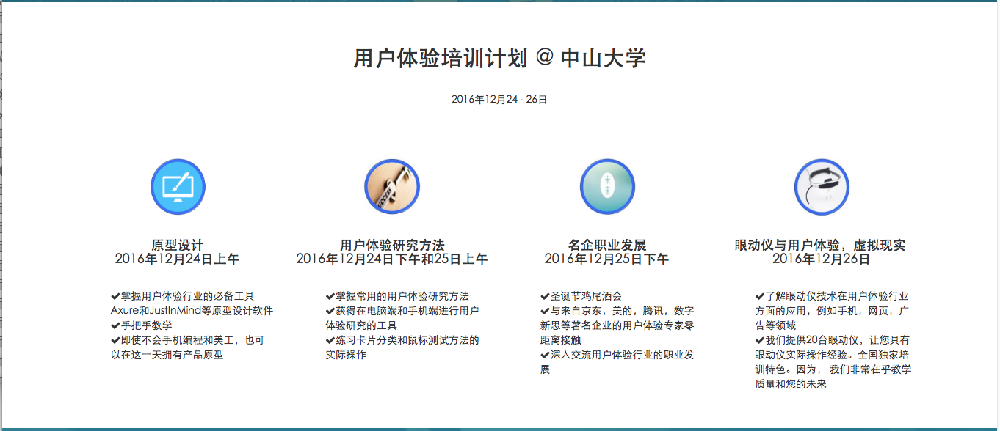 用户体验培训计划 @ 中山大学
2016年12月24 - 26日
未
来
SUCCESS
原型设计
2016年12月24日上午
✔掌握用户体验行业的必备工具
Axure和JustInMind等原型设计软件
✔手把手教学
✔即使不会手机编程和美工，也可
以在这一天拥有产品原型
用户体验研究方法
2016年12月24日下午和25日上午
✔掌握常用的用户体验研究方法
✔获得在电脑端和手机端进行用户
体验研究的工具
✔练习卡片分类和鼠标测试方法的
实际操作
名企职业发展
2016年12月25日下午
✔圣诞节鸡尾酒会
✔与来自京东，美的，腾讯，数字
新思等著名企业的用户体验专家零
距离接触
✔深入交流用户体验行业的职业发
展
眼动仪与用户体验，虚拟现实
2016年12月26日
✔了解眼动仪技术在用户体验行业
方面的应用，例如手机，网页，广
告等领域
✔我们提供20台眼动仪，让您具有
眼动仪实际操作经验。全国独家培
训特色。因为， 我们非常在乎教学
质量和您的未来